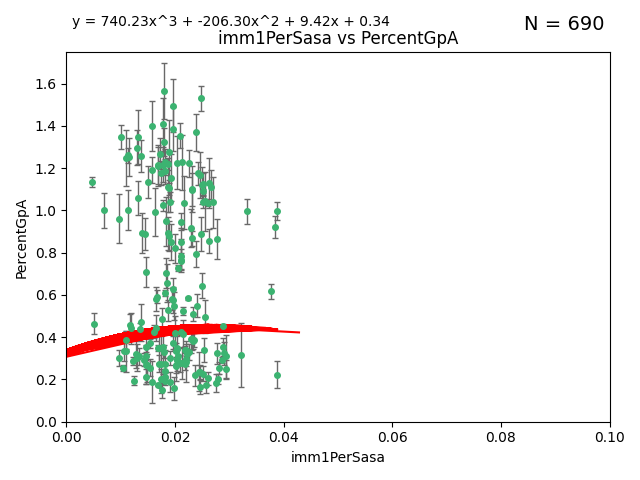 y = 740.23x^3 + -206.30x^2 + 9.42x + 0.34
N = 690
imm1PerSasa vs PercentGpA
1.6
1.4
1.2
1.0
0.8
0.6
0.4
0.2
0.0
PercentGpA
0.00 0.02 0.04 0.06 0.08 0.10
imm1PerSasa